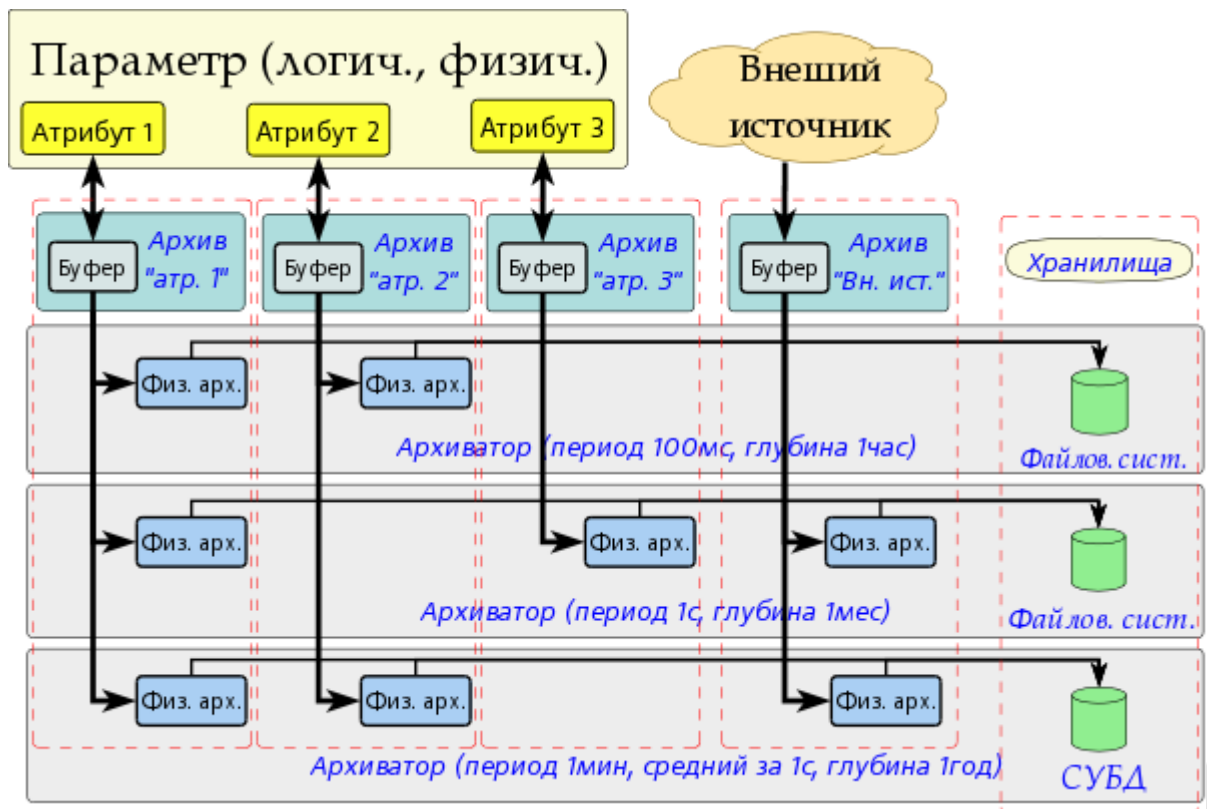 Параметр (логич., физич.)
Атрибут 1
Атрибут 2
Атрибут 3
Внеший
источник
Буфер
Архив
"атр. 1"
Буфер
Архив
"атр. 2"
Буфер
Архив
"атр. 3"
Буфер
Архив
"Вн. ист."
Хранилища
Физ. арх.
Физ. арх.
Архиватор (период 100мс, глубина 1час)
Файлов. сист.
Физ. арх.
Физ. арх.
Физ. арх.
Архиватор (период 1с, глубина 1мес)
Файлов. сист.
Физ. арх.
Физ. арх.
Физ. арх.
Архиватор (период 1мин, средний за 1с, глубина 1год)
СУБД